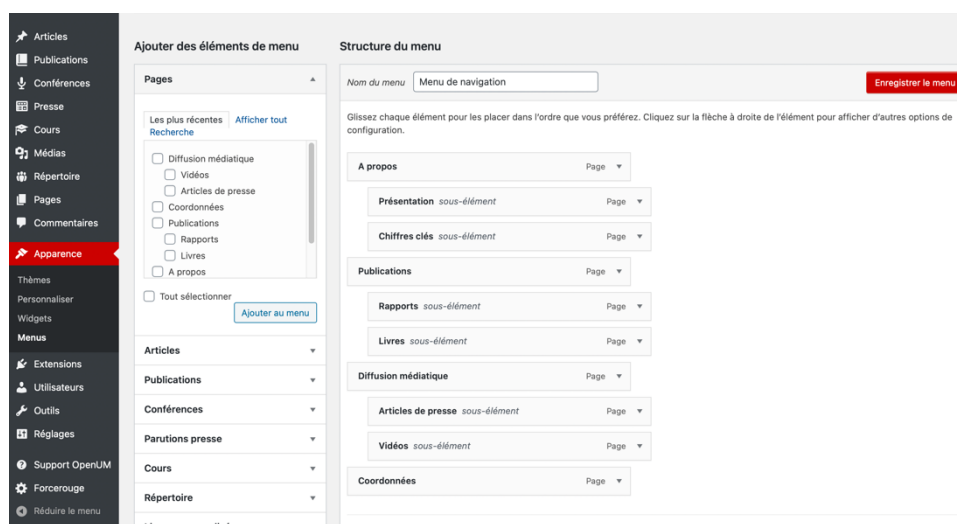 Articles
Publications
Conférences
Presse
Cours
Médias
Répertoire
Pages
Commentaires
Apparence
Thèmes
Personnaliser
Widgets
Menus
Extensions
Utilisateurs
Outils
Réglages
Support OpenUM
Forcerouge
Réduire le menu
Ajouter des éléments de menu
Pages
Les plus récentes Afficher tout
Recherche
Diffusion médiatique
Vidéos
Articles de presse
Coordonnées
Publications
Rapports
Livres
A propos
Tout sélectionner
Ajouter au menu
Articles
Publications
Conférences
Parutions presse
Cours
Répertoire
Structure du menu
Nom du menu Menu de navigation
Enregistrer le menu
Glissez chaque élément pour les placer dans l'ordre que vous préférez. Cliquez sur la flèche à droite de l'élément pour afficher d'autres options de
configuration.
A propos Page
Présentation sous-élément Page
Chiffres clés sous-élément Page
Publications Page
Rapports sous-élément Page
Livres sous-élément Page
Diffusion médiatique Page
Articles de presse sous-élément Page
Vidéos sous-élément Page
Coordonnées Page